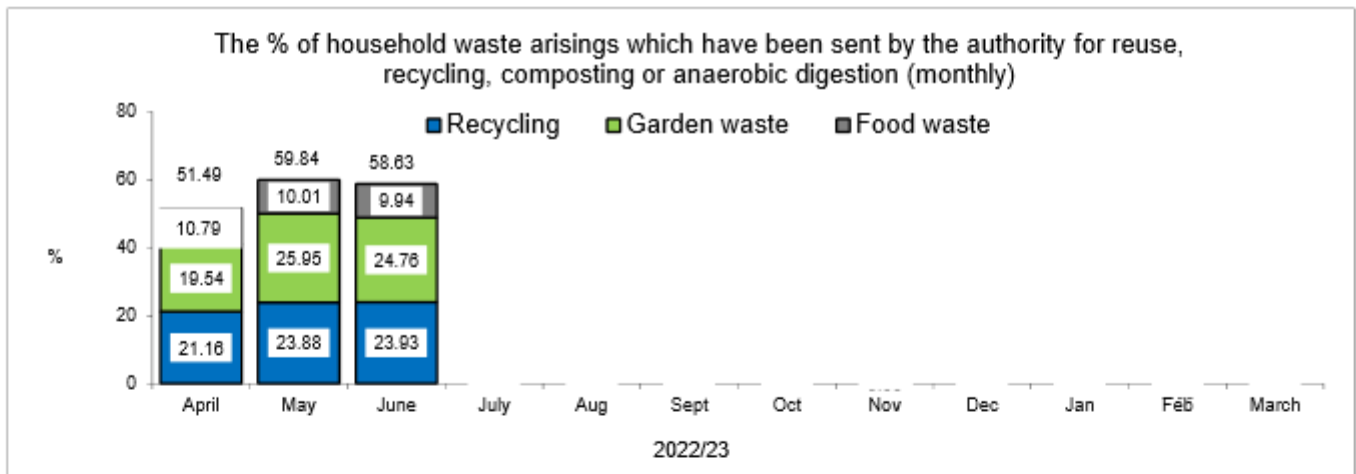 The % of household waste arisings which have been sent by the authority for reuse,
recycling, composting or anaerobic digestion (monthly)
80
Recycling Garden waste Food waste
59.84 58.63
51.49
60
10.01 9.94
10.79
40
%
25.95 24.76
19.54
20
21.16 23.88 23.93
0
April May June July Aug Sept Oct Nov Dec Jan Feb March
2022/23